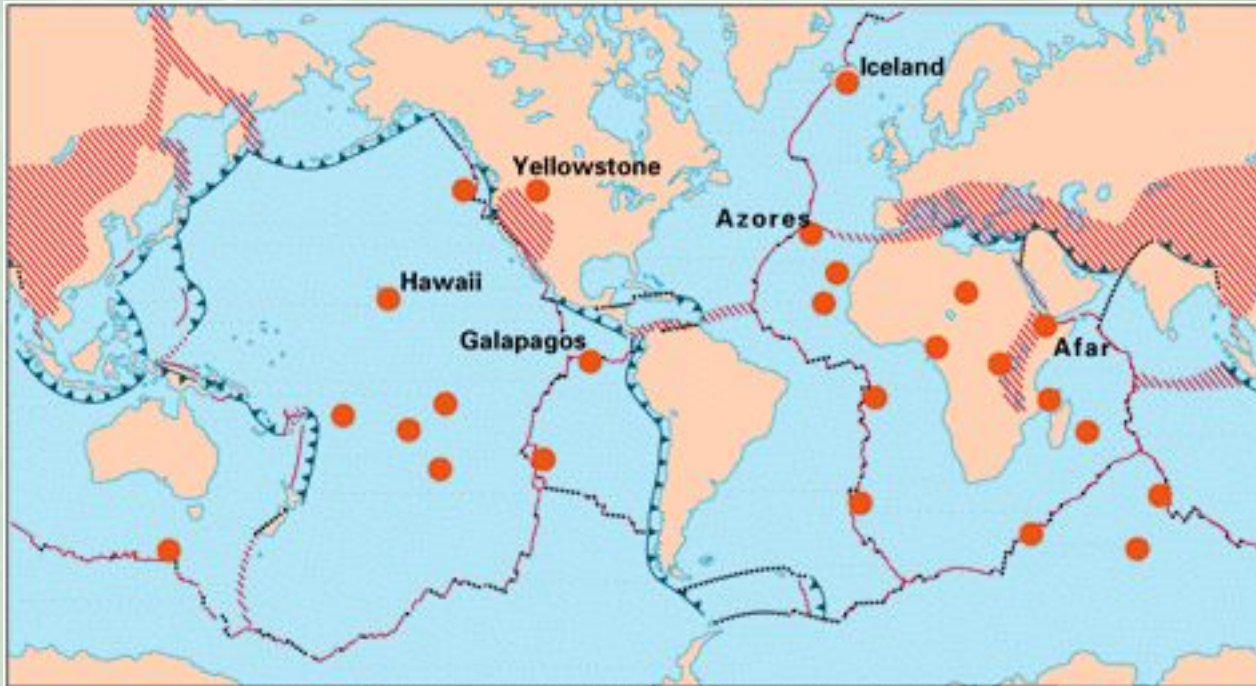 Iceland
Yellowstone
Azores
Hawaii
Galapagos
Afar